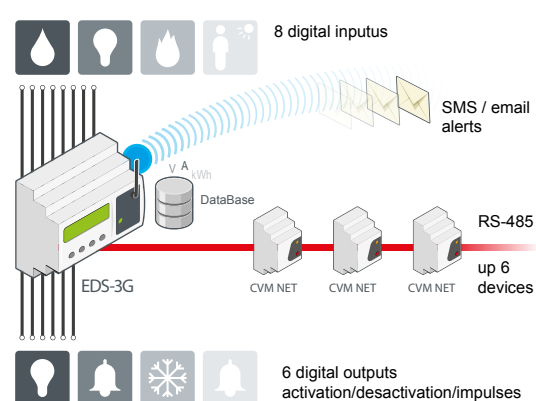 8 digital inputus
SMS / email
alerts
V A kWh
DataBase
RS-485
EDS-3G
CVM NET
CVM NET
CVM NET
up 6
devices
6 digital outputs
activation/desactivation/impulses